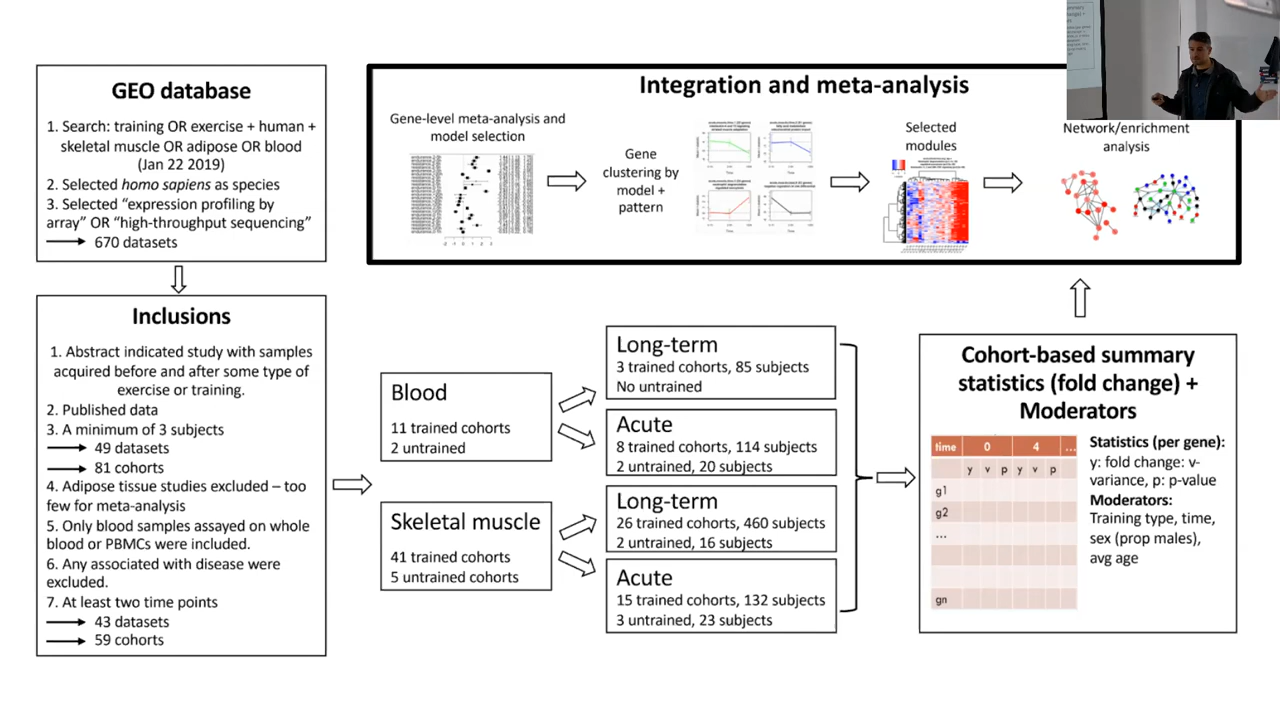 GEO database
1. Search: training OR exercise + human +
skeletal muscle OR adipose OR blood
(Jan 22 2019)
2. Selected homo sapiens as species
3. Selected “expression profiling by
array” OR “high-throughput sequencing”
670 datasets
Inclusions
1. Abstract indicated study with samples
acquired before and after some type of
exercise or training.
2. Published data
3. A minimum of 3 subjects
49 datasets
81 cohorts
4. Adipose tissue studies excluded – too
few for meta-analysis
5. Only blood samples assayed on whole
blood or PBMCs were included.
6. Any associated with disease were
excluded.
7. At least two time points
43 datasets
59 cohorts
Blood
11 trained cohorts
2 untrained
Skeletal muscle
41 trained cohorts
5 untrained cohorts
Long-term
3 trained cohorts, 85 subjects
No untrained
Acute
8 trained cohorts, 114 subjects
2 untrained, 20 subjects
Long-term
26 trained cohorts, 460 subjects
2 untrained, 16 subjects
Acute
15 trained cohorts, 132 subjects
3 untrained, 23 subjects
Cohort-based summary
statistics (fold change) +
Moderators
time 0 4 ...
y v p y v p
g1
g2
...
gn
Statistics (per gene):
y: fold change: v-
variance, p: p-value
Moderators:
Training type, time,
sex (prop males),
avg age
Integration and meta-analysis
Gene-level meta-analysis and
model selection
Gene
clustering by
model +
pattern
Selected
modules
Network/enrichment
analysis